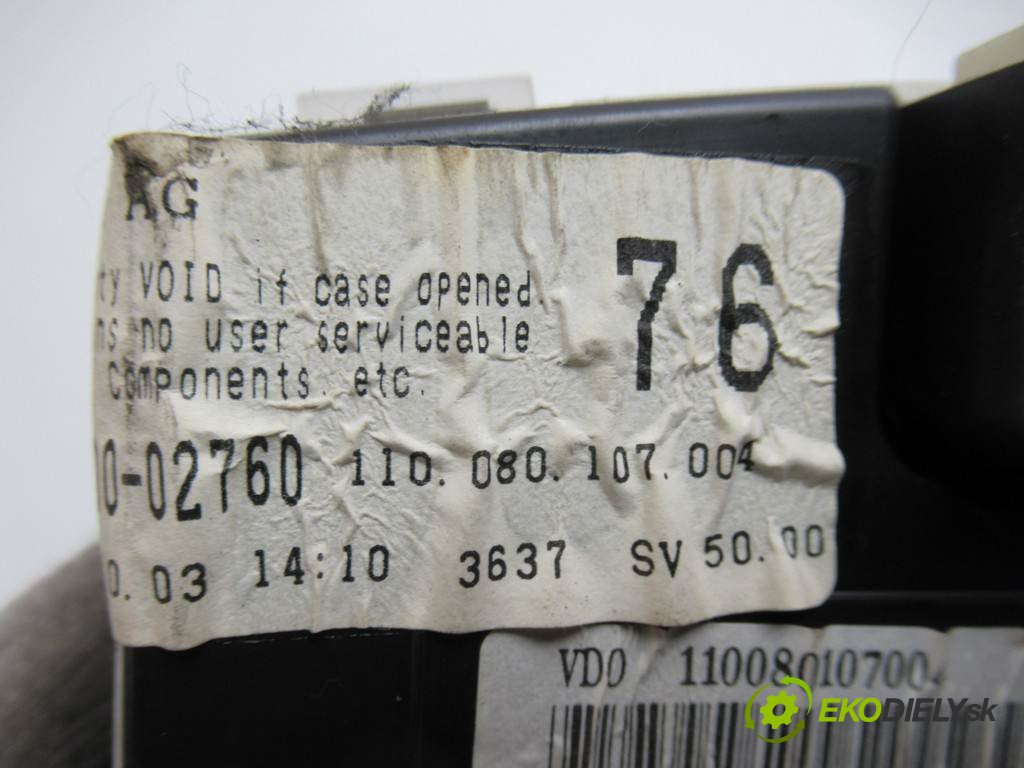 AG
ty VOID if case opened.
ns no user serviceable
Components. etc.
76
0-02760 110.080.107.004
0.03 14:10 3637 SV 50.00
VDO 110080107004
EKODIELY.sk